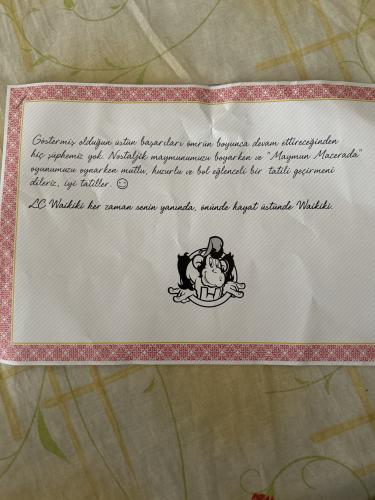 Göstermiş olduğun üstün başarıları ömrün boyunca devam ettireceğinden
hiç şüphemiz yok. Nostaljik maymunumuzu boyarken ve "Maymun Macerada"
oyunumuzu oynarken mutlu, huzurlu ve bol eğlenceli bir tatil geçirmeni
dileriz, iyi tatiller. ☺
LC Waikiki her zaman senin yanında, önünde hayat üstünde Waikiki.